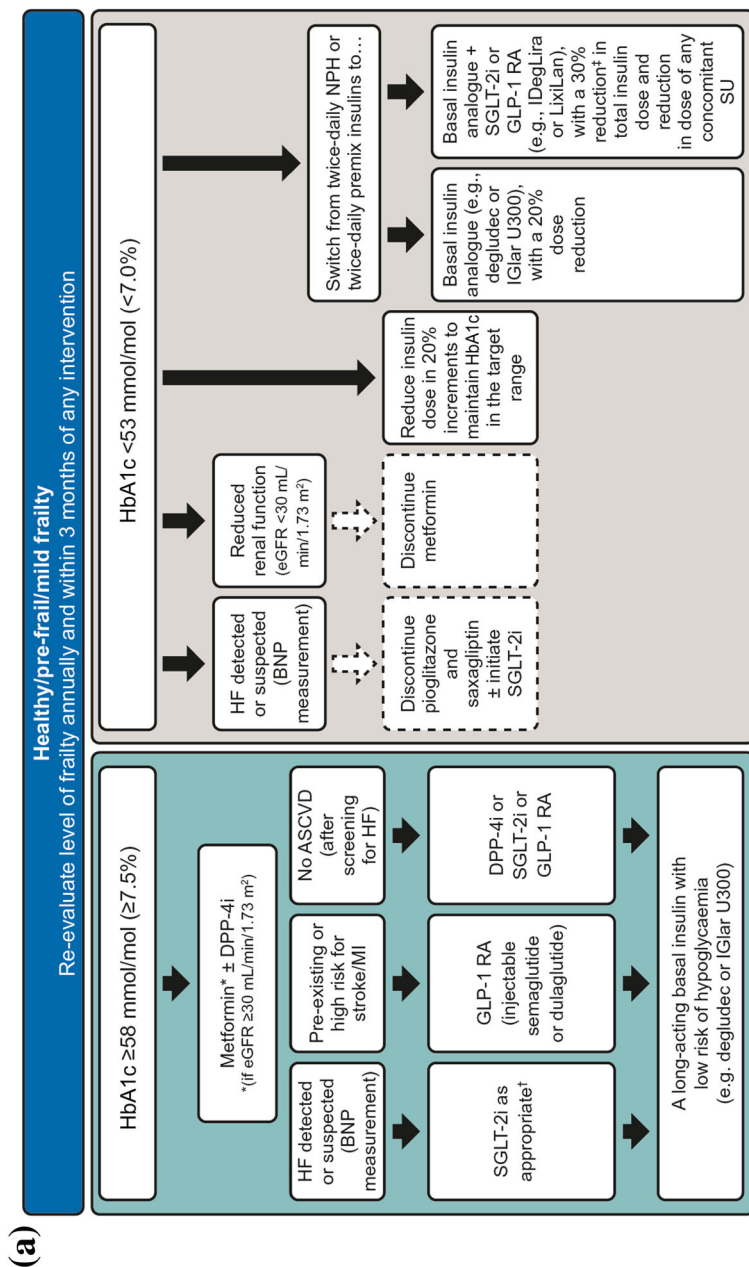 (a)
Healthy/pre-frail/mild frailty
Re-evaluate level of frailty annually and within 3 months of any intervention
HbA1c ≥58 mmol/mol (≥7.5%)
Metformin* ± DPP-4i
*(if eGFR ≥30 mL/min/1.73 m²)
HF detected
or suspected
(BNP
measurement)
Pre-existing or
high risk for
stroke/MI
No ASCVD
(after
screening
for HF)
SGLT-2i as
appropriate†
GLP-1 RA
(injectable
semaglutide
or dulaglutide)
DPP-4i or
SGLT-2i or
GLP-1 RA
A long-acting basal insulin with
low risk of hypoglycaemia
(e.g. degludec or IGlar U300)
HbA1c <53 mmol/mol (<7.0%)
HF detected
or suspected
(BNP
measurement)
Reduced
renal function
(eGFR <30 mL/
min/1.73 m²)
Switch from twice-daily NPH or
twice-daily premix insulins to…
Discontinue
pioglitazone
and
saxagliptin
± initiate
SGLT-2i
Discontinue
metformin
Reduce insulin
dose in 20%
increments to
maintain HbA1c
in the target
range
Basal insulin
analogue (e.g.,
degludec or
IGlar U300),
with a 20%
dose
reduction
Basal insulin
analogue +
SGLT-2i or
GLP-1 RA
(e.g., IDegLira
or LixiLan),
with a 30%
reduction‡ in
total insulin
dose and
reduction
in dose of any
concomitant
SU